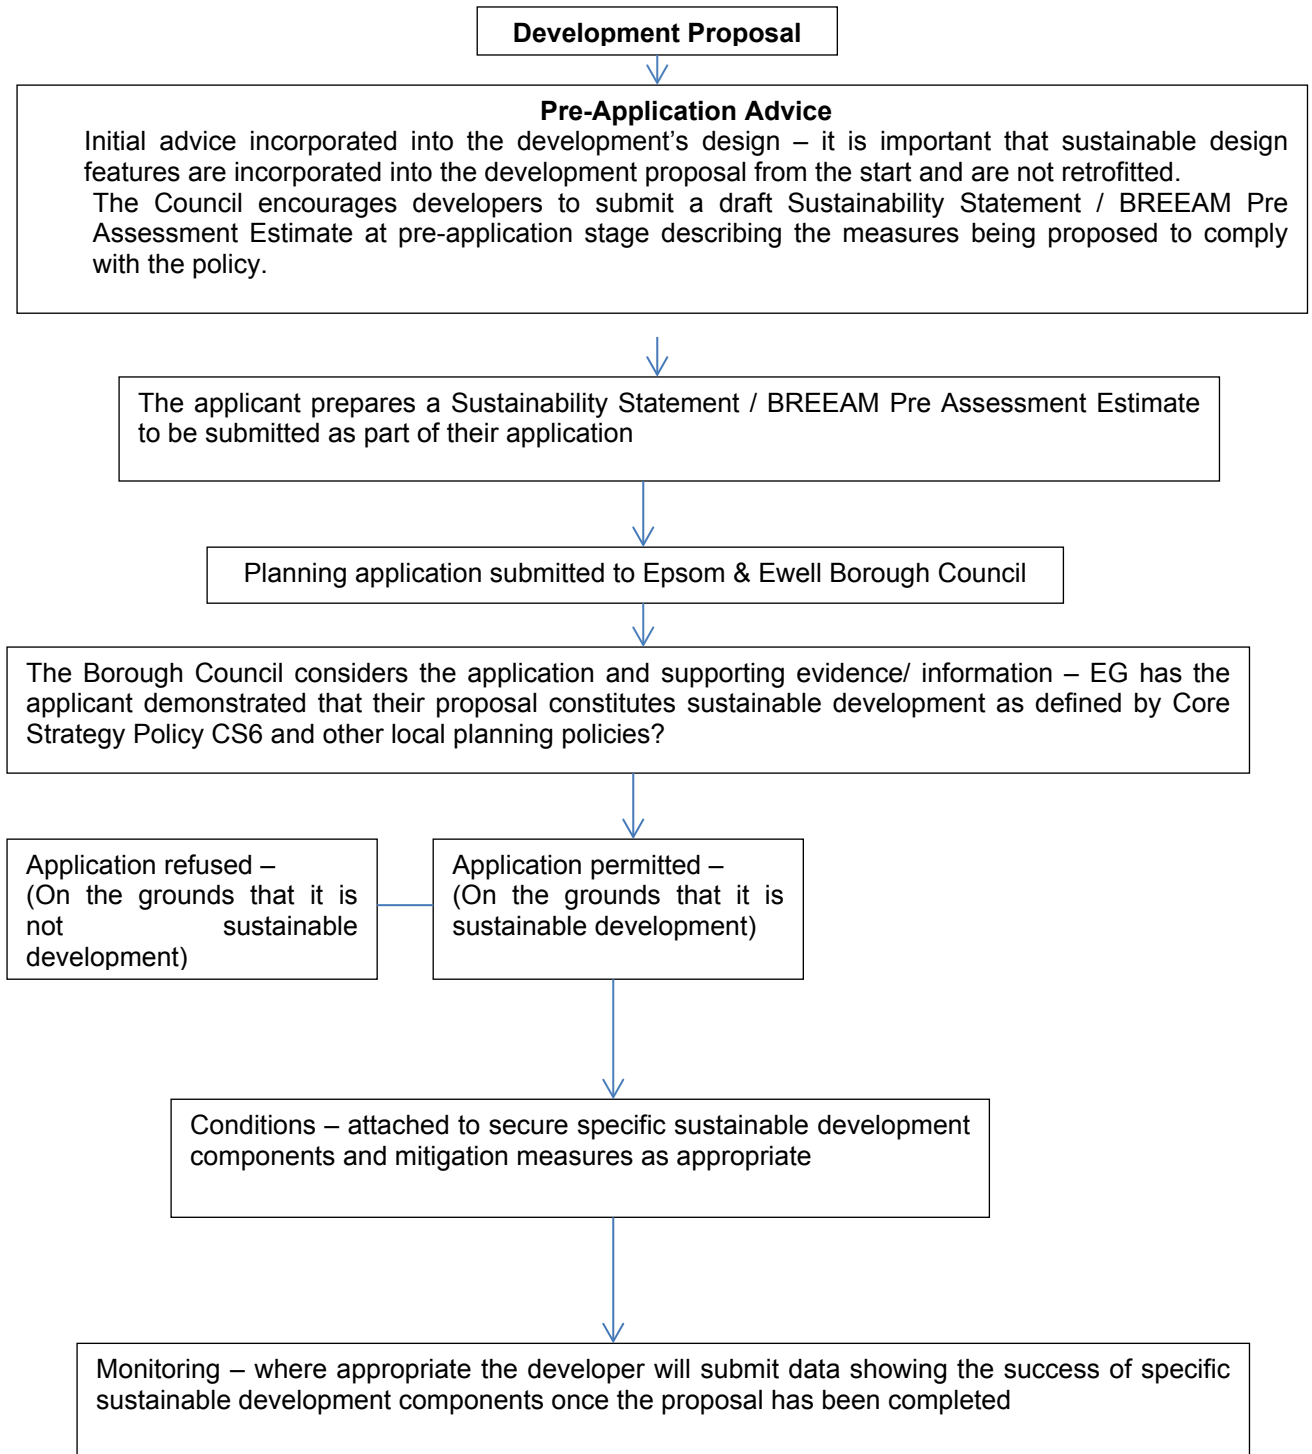 Development Proposal
Pre-Application Advice
Initial advice incorporated into the development’s design – it is important that sustainable design
features are incorporated into the development proposal from the start and are not retrofitted.
The Council encourages developers to submit a draft Sustainability Statement / BREEAM Pre
Assessment Estimate at pre-application stage describing the measures being proposed to comply
with the policy.
The applicant prepares a Sustainability Statement / BREEAM Pre Assessment Estimate
to be submitted as part of their application
Planning application submitted to Epsom & Ewell Borough Council
The Borough Council considers the application and supporting evidence/ information – EG has the
applicant demonstrated that their proposal constitutes sustainable development as defined by Core
Strategy Policy CS6 and other local planning policies?
Application refused –
(On the grounds that it is
not sustainable
development)
Application permitted –
(On the grounds that it is
sustainable development)
Conditions – attached to secure specific sustainable development
components and mitigation measures as appropriate
Monitoring – where appropriate the developer will submit data showing the success of specific
sustainable development components once the proposal has been completed